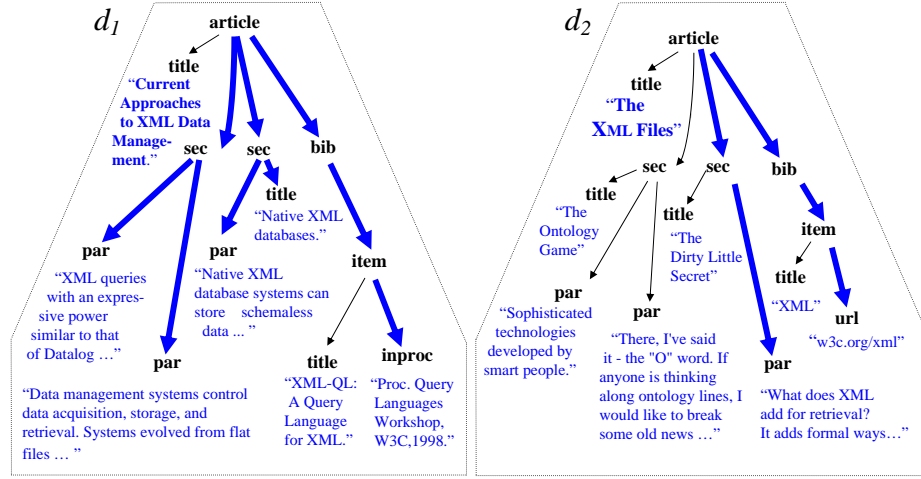 d1
article
title
“Current
Approaches
to XML Data
Manage-
ment.”
sec
sec
bib
title
“Native XML
databases.”
par
par
item
“XML queries
with an expres-
sive power
similar to that
of Datalog …”
“Native XML
database systems can
store schemaless
data ... ”
par
title
inproc
“Data management systems control
data acquisition, storage, and
retrieval. Systems evolved from flat
files … ”
“XML-QL:
A Query
Language
for XML.”
“Proc. Query
Languages
Workshop,
W3C,1998.”
d2
article
title
“The
XML Files”
sec
sec
bib
title
“The
Ontology
Game”
title
“The
Dirty Little
Secret”
item
title
“XML”
url
“w3c.org/xml”
par
“Sophisticated
technologies
developed by
smart people.”
par
“There, I've said
it - the "O" word. If
anyone is thinking
along ontology lines, I
would like to break
some old news …”
par
“What does XML
add for retrieval?
It adds formal ways…”